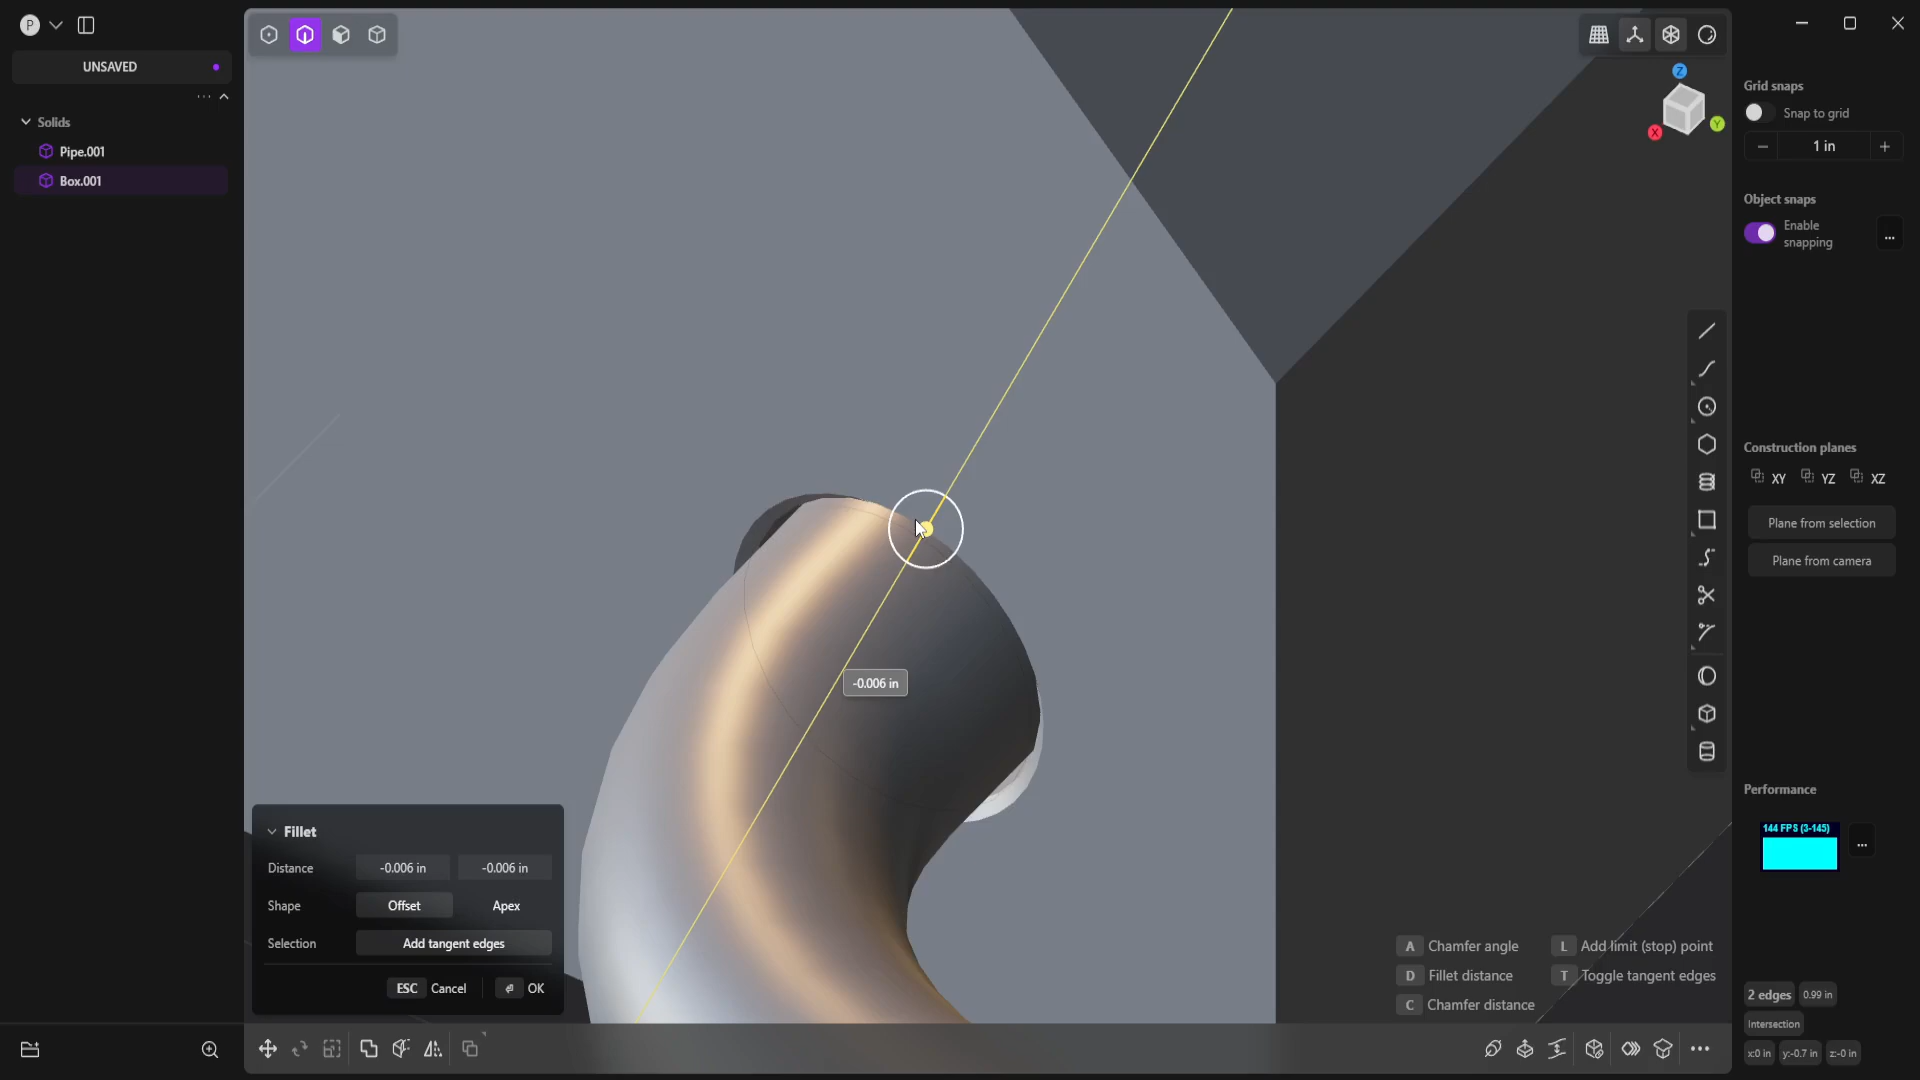 P
UNSAVED
Solids
Pipe.001
Box.001
Z
X
Y
-0.006 in
Fillet
Distance -0.006 in -0.006 in
Shape Offset Apex
Selection Add tangent edges
ESC Cancel OK
A Chamfer angle L Add limit (stop) point
D Fillet distance T Toggle tangent edges
C Chamfer distance
Grid snaps
Snap to grid
1 in
Object snaps
Enable
snapping
...
Construction planes
XY YZ XZ
Plane from selection
Plane from camera
Performance
144 FPS (3-145)
...
2 edges 0.99 in
Intersection
x:0 in y:-0.7 in z:-0 in